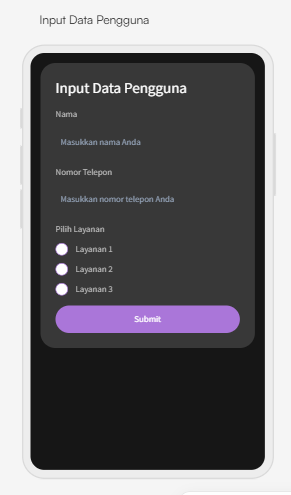 Input Data Pengguna
Input Data Pengguna
Nama
Masukkan nama Anda
Nomor Telepon
Masukkan nomor telepon Anda
Pilih Layanan
Layanan 1
Layanan 2
Layanan 3
Submit